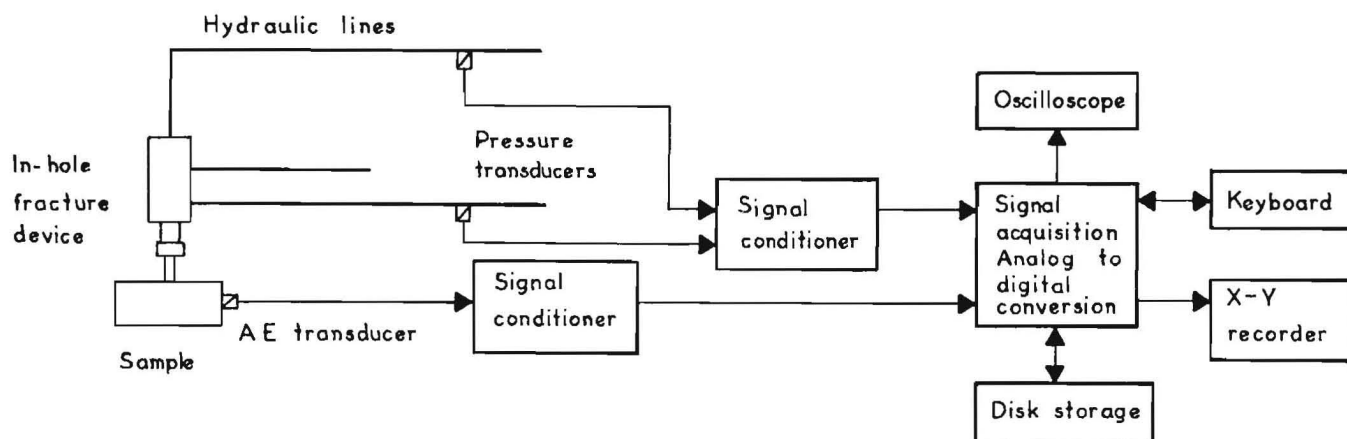 Hydraulic lines
Oscilloscope
In-hole
fracture
device
Pressure
transducers
Signal
conditioner
Signal
acquisition
Analog to
digital
conversion
Keyboard
Signal
conditioner
X-Y
recorder
AE transducer
Sample
Disk storage